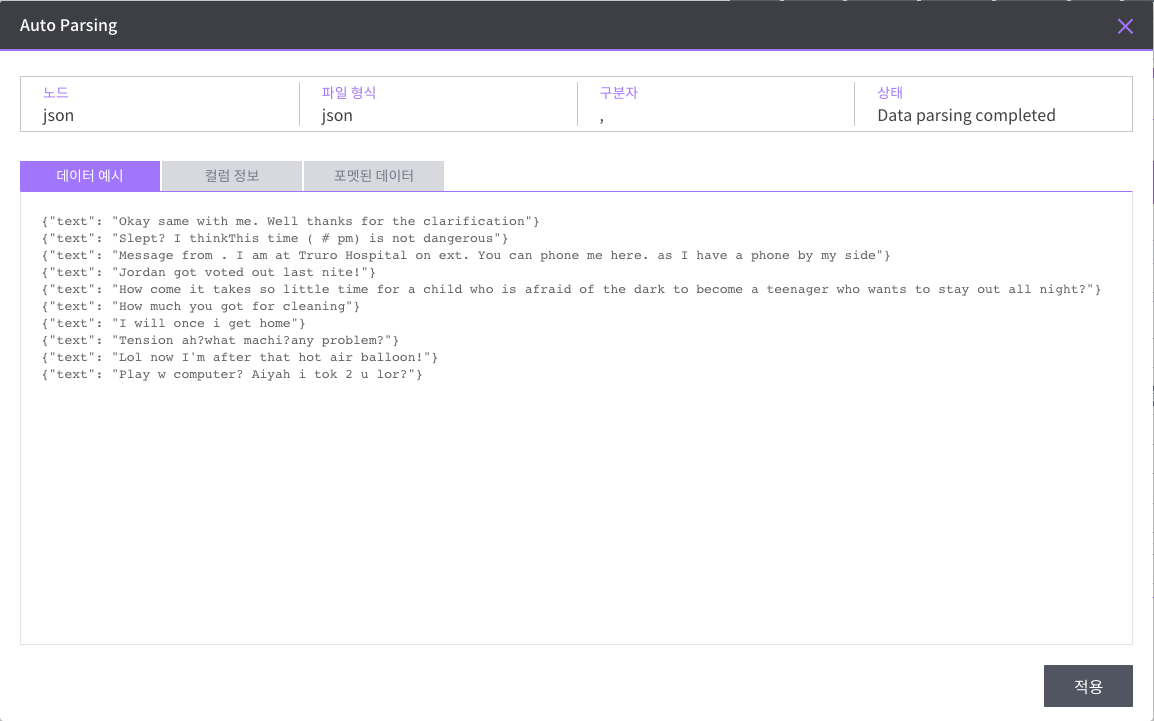 Auto Parsing
노드
json
파일 형식
json
구분자
,
상태
Data parsing completed
데이터 예시
컬럼 정보
포멧된 데이터
{"text": "Okay same with me. Well thanks for the clarification"}
{"text": "Slept? I thinkThis time ( # pm) is not dangerous"}
{"text": "Message from . I am at Truro Hospital on ext. You can phone me here. as I have a phone by my side"}
{"text": "Jordan got voted out last nite!"}
{"text": "How come it takes so little time for a child who is afraid of the dark to become a teenager who wants to stay out all night?"}
{"text": "How much you got for cleaning"}
{"text": "I will once i get home"}
{"text": "Tension ah?what machi?any problem?"}
{"text": "Lol now I'm after that hot air balloon!"}
{"text": "Play w computer? Aiyah i tok 2 u lor?"}
적용